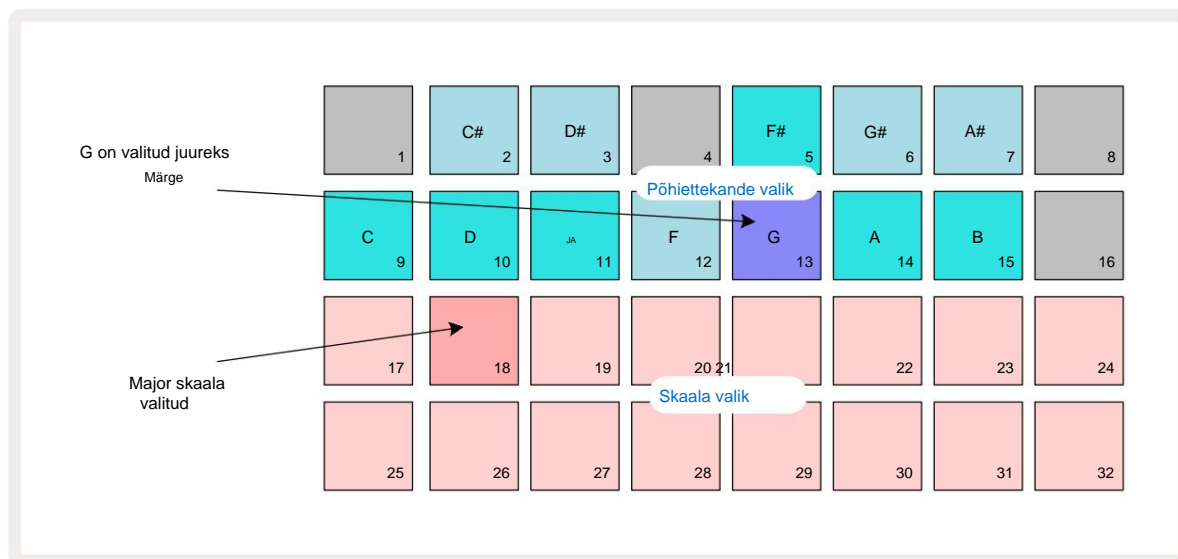 C# D# F# G# A#
1 2 3 4 5 6 7 8
G on valitud juureks
Märge
Põhiettekande valik
C D JA F G A B
9 10 11 12 13 14 15 16
17 18 19 20 21 22 23 24
Major skaala
valitud
Skaala valik
25 26 27 28 29 30 31 32